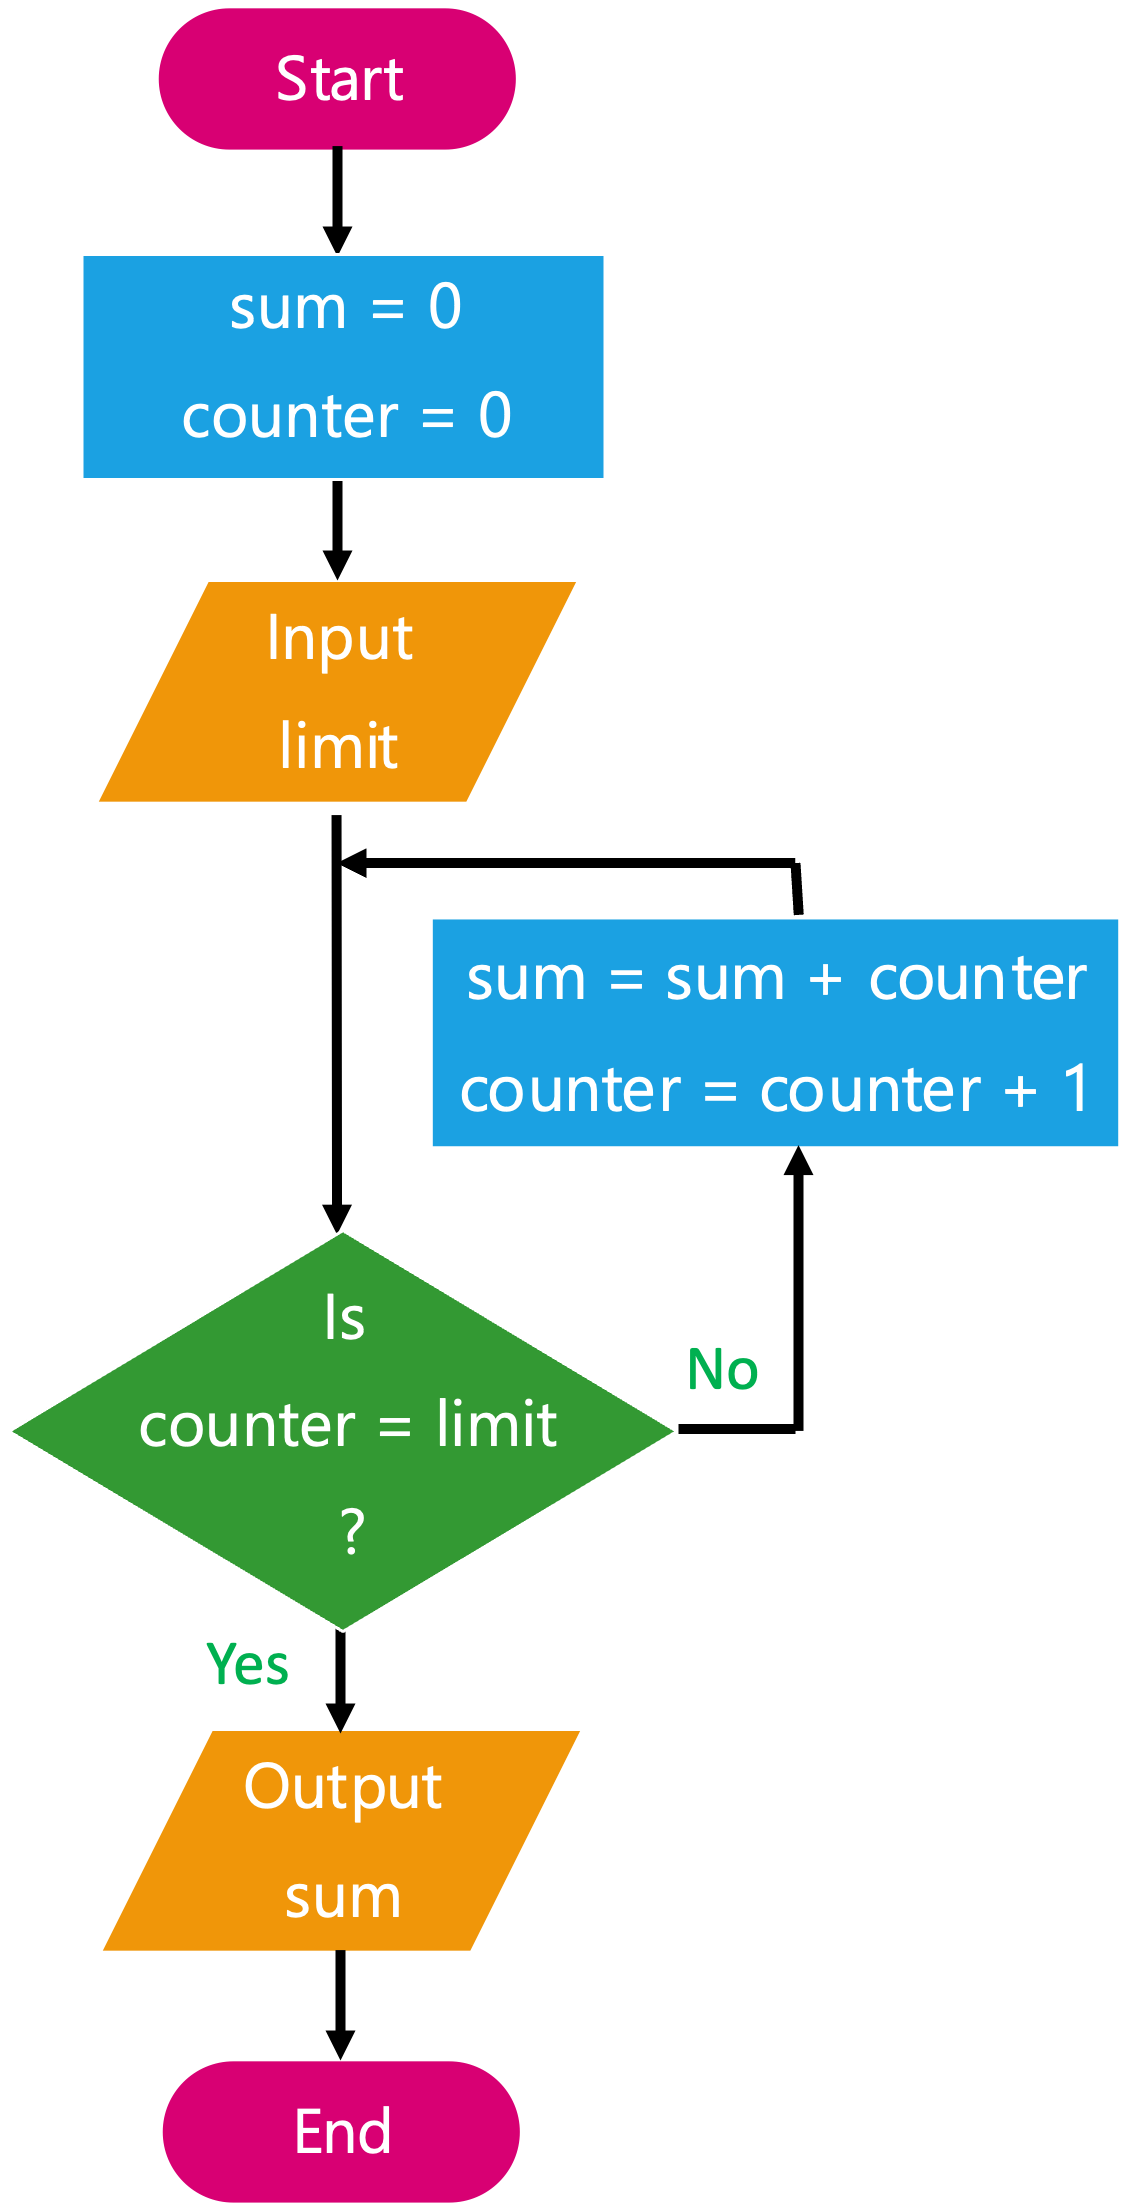 Start
sum = 0
counter = 0
Input
limit
sum = sum + counter
counter = counter + 1
Is
counter = limit
?
No
Yes
Output
sum
End